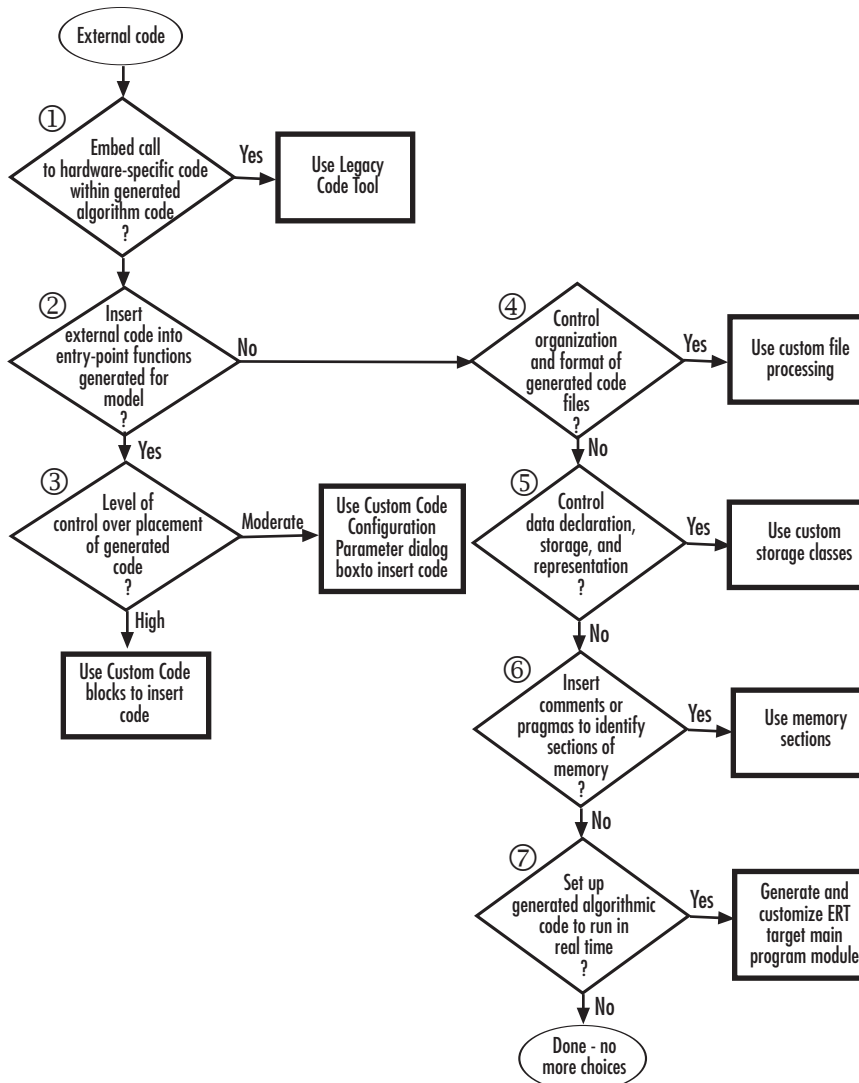 External code
①
Embed call
to hardware-specific code
within generated
algorithm code
?
Yes
Use Legacy
Code Tool
②
Insert
external code into
entry-point functions
generated for
model
?
No
Yes
③
Level of
control over placement
of generated
code
?
Moderate
Use Custom Code
Configuration
Parameter dialog
boxto insert code
High
Use Custom Code
blocks to insert
code
④
Control
organization
and format of
generated code
files
?
Yes
Use custom file
processing
No
⑤
Control
data declaration,
storage, and
representation
?
Yes
Use custom
storage classes
No
⑥
Insert
comments or
pragmas to identify
sections of
memory
?
Yes
Use memory
sections
No
⑦
Set up
generated algorithmic
code to run in
real time
?
Yes
Generate and
customize ERT
target main
program module
No
Done - no
more choices